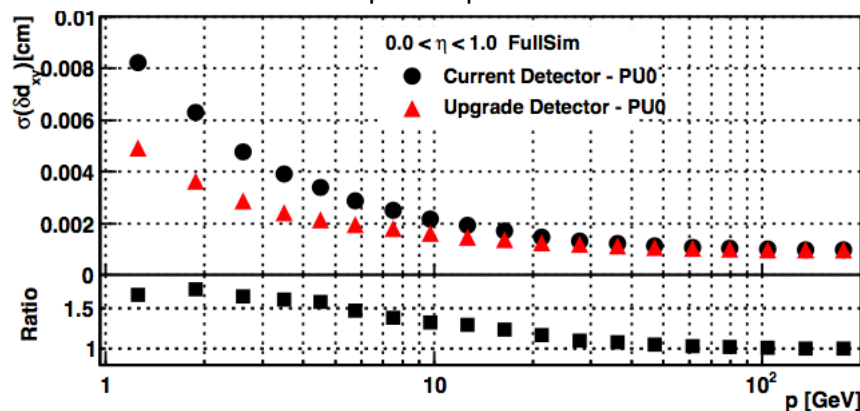 0.01
0.008
0.006
0.004
0.002
0
σ(δd_xy)[cm]
0.0 < η < 1.0 FullSim
Current Detector - PU0
Upgrade Detector - PU0
Ratio
1.5
1
1
10
10²
p [GeV]